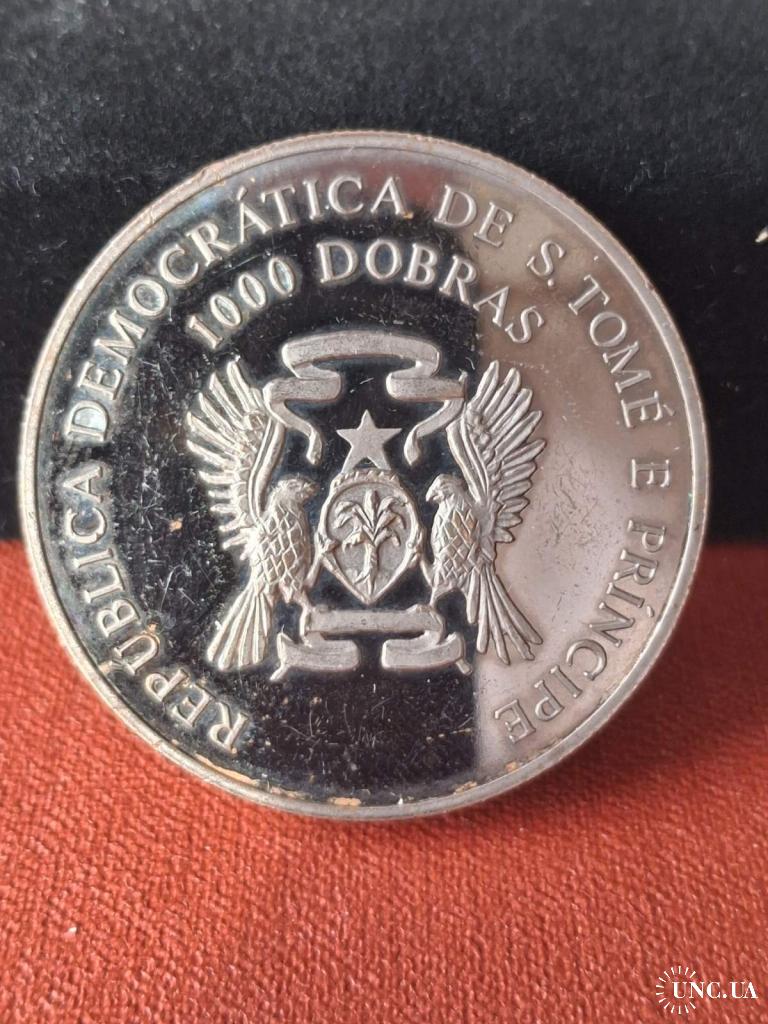 REPÚBLICA DEMOCRÁTICA DE S. TOMÉ E PRÍNCIPE
1000 DOBRAS
UNC.UA